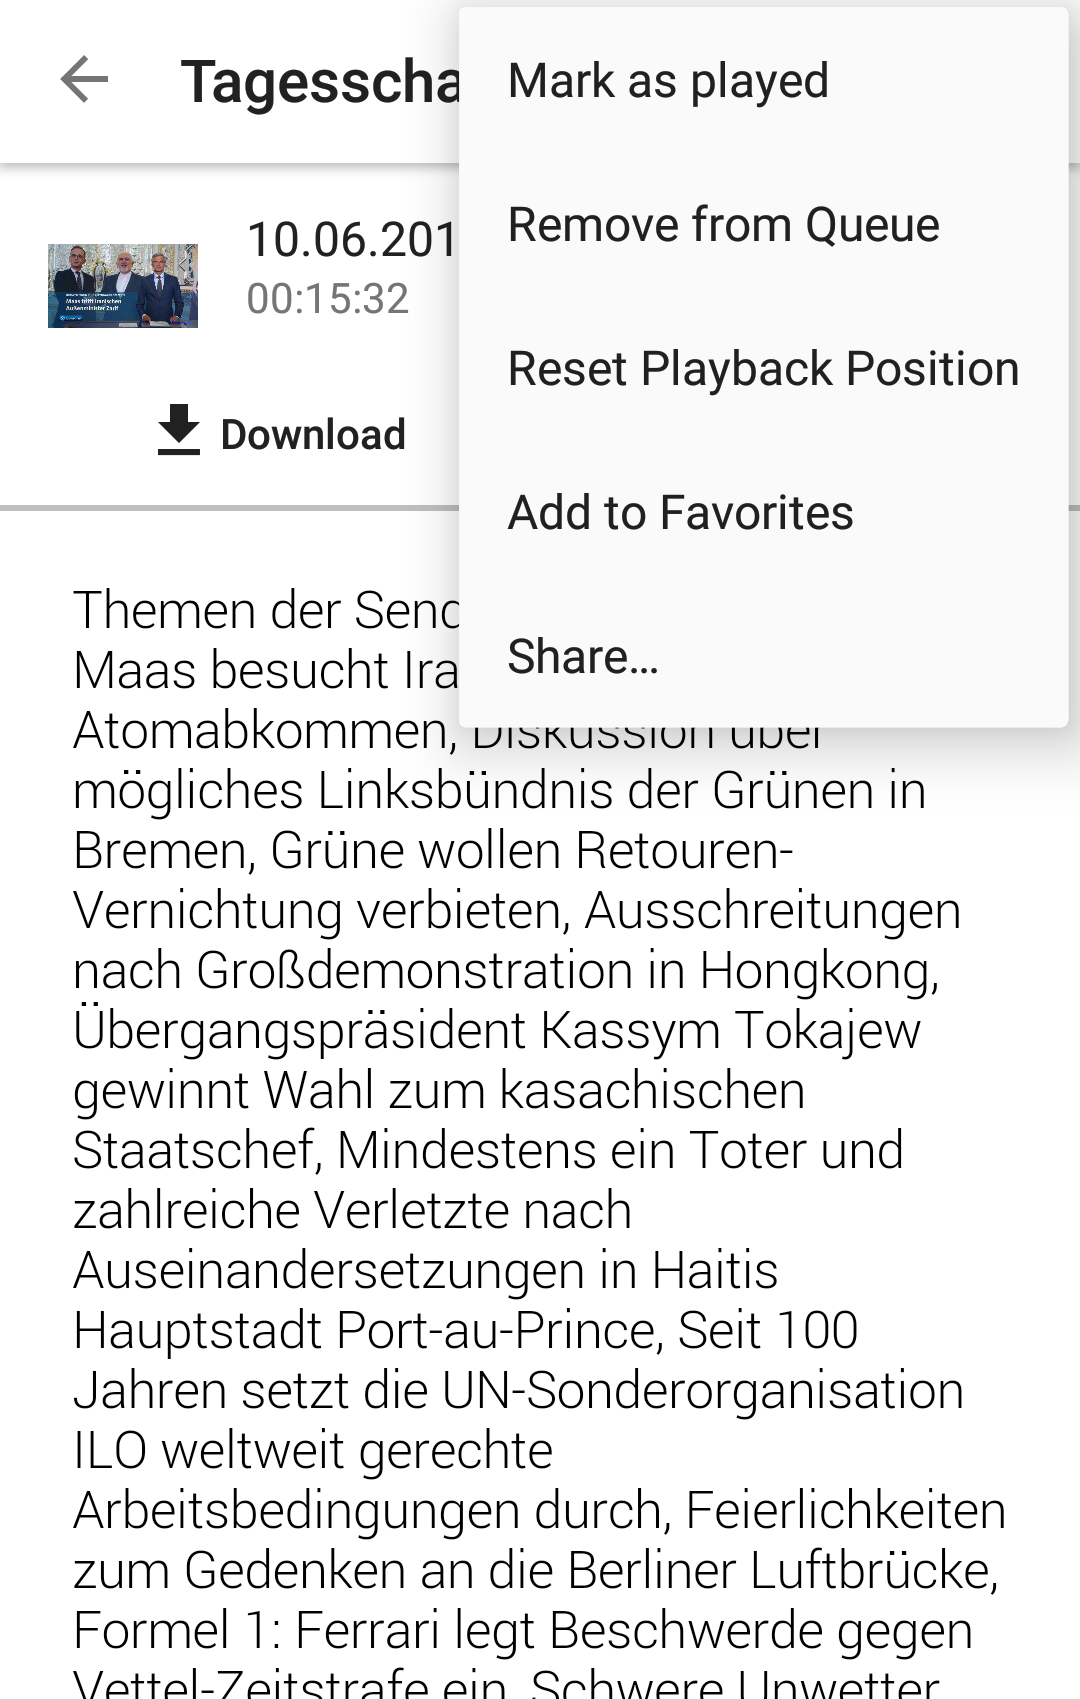 Tagesscha
Mark as played
Remove from Queue
Reset Playback Position
Add to Favorites
Share…
10.06.201
00:15:32
Maas trifft iranischen
Außenminister Zarif
Download
Themen der Send
Maas besucht Ira
Atomabkommen, Diskussion über
mögliches Linksbündnis der Grünen in
Bremen, Grüne wollen Retouren-
Vernichtung verbieten, Ausschreitungen
nach Großdemonstration in Hongkong,
Übergangspräsident Kassym Tokajew
gewinnt Wahl zum kasachischen
Staatschef, Mindestens ein Toter und
zahlreiche Verletzte nach
Auseinandersetzungen in Haitis
Hauptstadt Port-au-Prince, Seit 100
Jahren setzt die UN-Sonderorganisation
ILO weltweit gerechte
Arbeitsbedingungen durch, Feierlichkeiten
zum Gedenken an die Berliner Luftbrücke,
Formel 1: Ferrari legt Beschwerde gegen
Vettel-Zeitstrafe ein, Schwere Unwetter